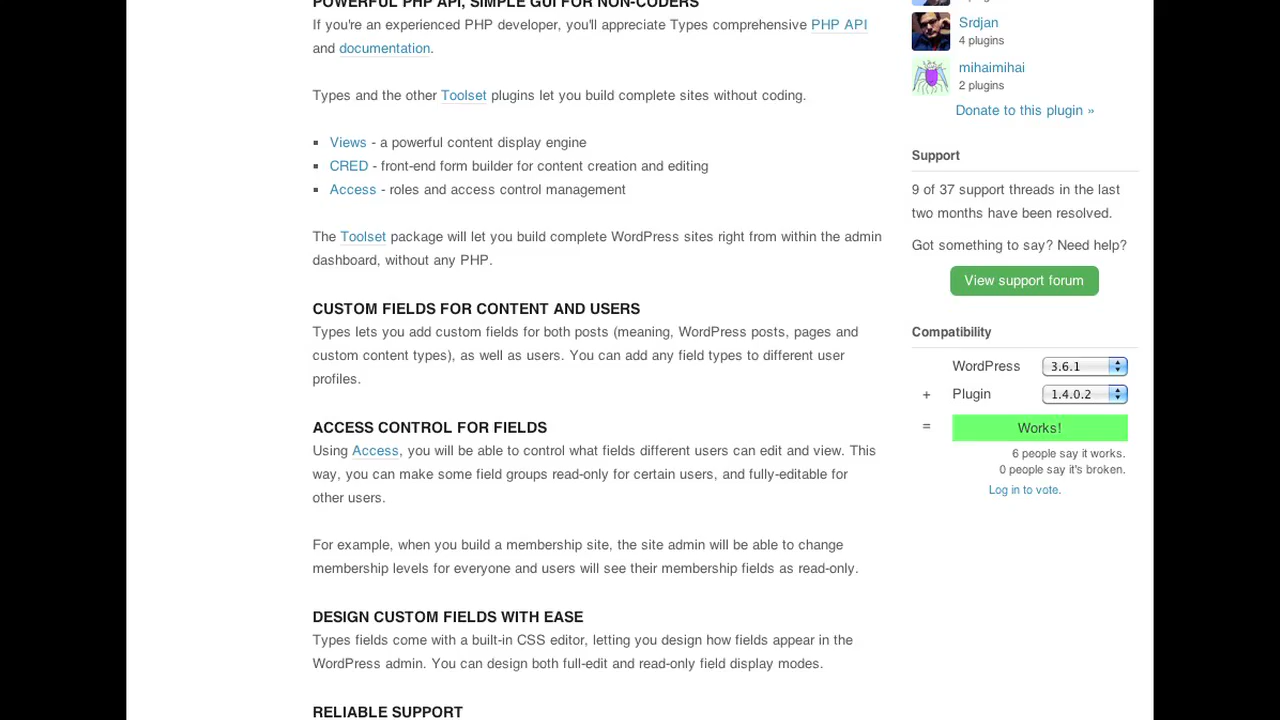 POWERFUL PHP API, SIMPLE GUI FOR NON-CODERS
If you're an experienced PHP developer, you'll appreciate Types comprehensive PHP API
and documentation.
Types and the other Toolset plugins let you build complete sites without coding.
Views - a powerful content display engine
CRED - front-end form builder for content creation and editing
Access - roles and access control management
The Toolset package will let you build complete WordPress sites right from within the admin
dashboard, without any PHP.
CUSTOM FIELDS FOR CONTENT AND USERS
Types lets you add custom fields for both posts (meaning, WordPress posts, pages and
custom content types), as well as users. You can add any field types to different user
profiles.
ACCESS CONTROL FOR FIELDS
Using Access, you will be able to control what fields different users can edit and view. This
way, you can make some field groups read-only for certain users, and fully-editable for
other users.
For example, when you build a membership site, the site admin will be able to change
membership levels for everyone and users will see their membership fields as read-only.
DESIGN CUSTOM FIELDS WITH EASE
Types fields come with a built-in CSS editor, letting you design how fields appear in the
WordPress admin. You can design both full-edit and read-only field display modes.
RELIABLE SUPPORT
Srdjan
4 plugins
mihaimihai
2 plugins
Donate to this plugin »
Support
9 of 37 support threads in the last
two months have been resolved.
Got something to say? Need help?
View support forum
Compatibility
WordPress 3.6.1
+ Plugin 1.4.0.2
= Works!
6 people say it works.
0 people say it's broken.
Log in to vote.